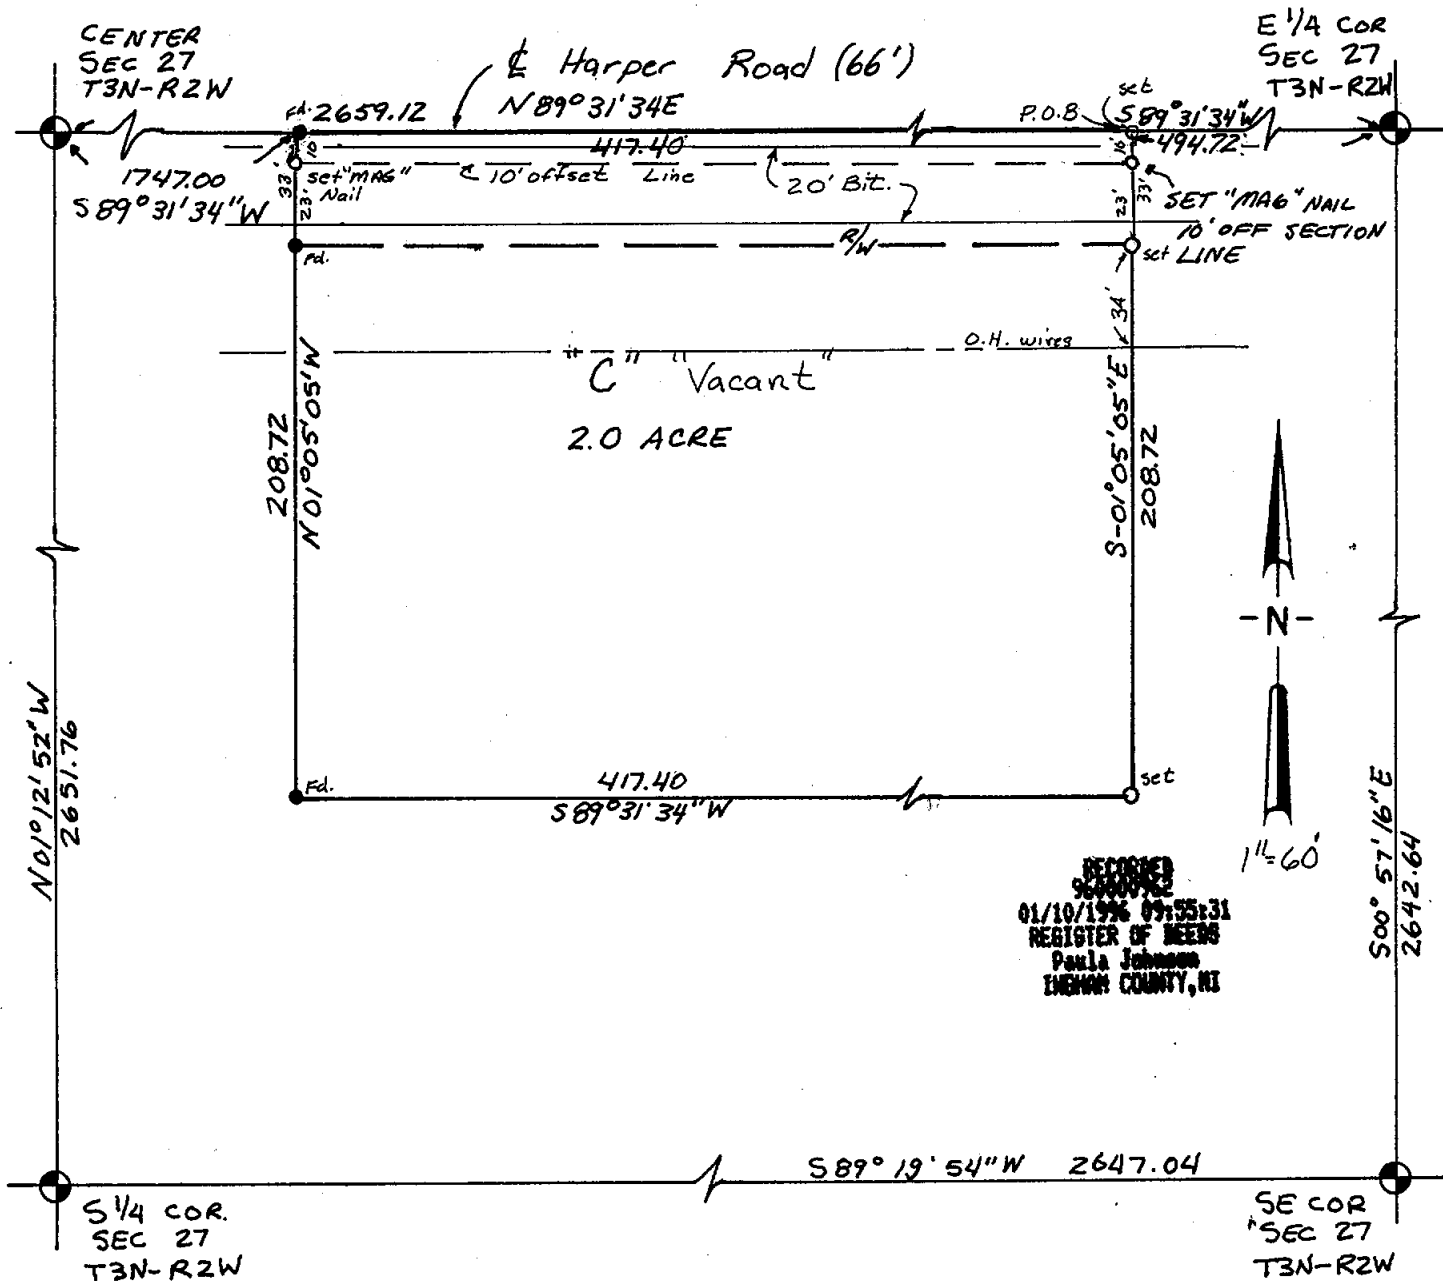 CENTER
SEC 27
T3N-R2W
℄ Harper Road (66')
N89°31'34E
E 1/4 COR
SEC 27
T3N-R2W
Fd.
2659.12
P.O.B.
set
S89°31'34"W
494.72
417.40
10'
10'
1747.00
S89°31'34"W
33'
23'
set "MAG"
Nail
10' offset Line
20' Bit.
23'
33'
SET "MAG" NAIL
10' OFF SECTION
LINE
Fd.
R/W
set
34'
O.H. wires
"C" "Vacant"
2.0 ACRE
208.72
N01°05'05'W
S-01°05'05"E
208.72
-N-
1"=60'
Fd.
417.40
S89°31'34"W
set
N01°12'52"W
2651.76
S00°57'16"E
2642.64
RECORDED
01/10/1996 09:55:31
REGISTER OF DEEDS
Paula Johnson
INGHAM COUNTY, MI
S89°19'54"W 2647.04
S 1/4 COR.
SEC 27
T3N-R2W
SE COR
SEC 27
T3N-R2W